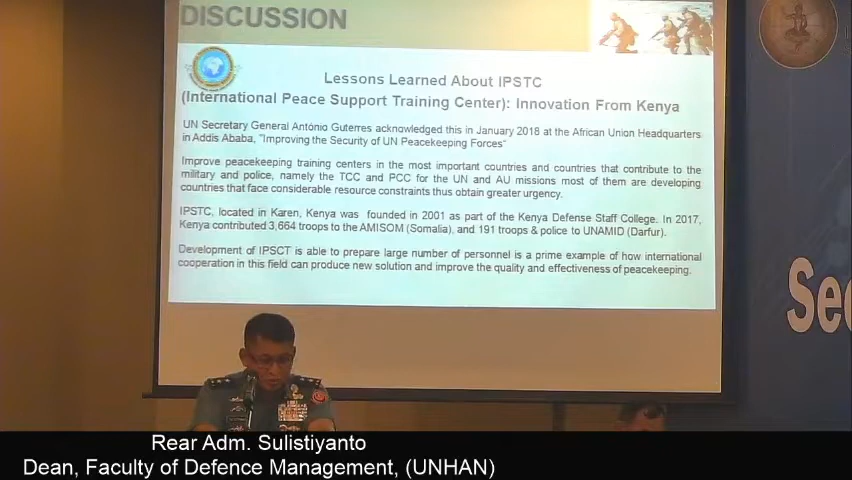 DISCUSSION
Lessons Learned About IPSTC
(International Peace Support Training Center): Innovation From Kenya
UN Secretary General António Guterres acknowledged this in January 2018 at the African Union Headquarters
in Addis Ababa, "Improving the Security of UN Peacekeeping Forces"
Improve peacekeeping training centers in the most important countries and countries that contribute to the
military and police, namely the TCC and PCC for the UN and AU missions most of them are developing
countries that face considerable resource constraints thus obtain greater urgency.
IPSTC, located in Karen, Kenya was founded in 2001 as part of the Kenya Defense Staff College. In 2017,
Kenya contributed 3,664 troops to the AMISOM (Somalia), and 191 troops & police to UNAMID (Darfur).
Development of IPSCT is able to prepare large number of personnel is a prime example of how international
cooperation in this field can produce new solution and improve the quality and effectiveness of peacekeeping.
Sec
Rear Adm. Sulistiyanto
Dean, Faculty of Defence Management, (UNHAN)